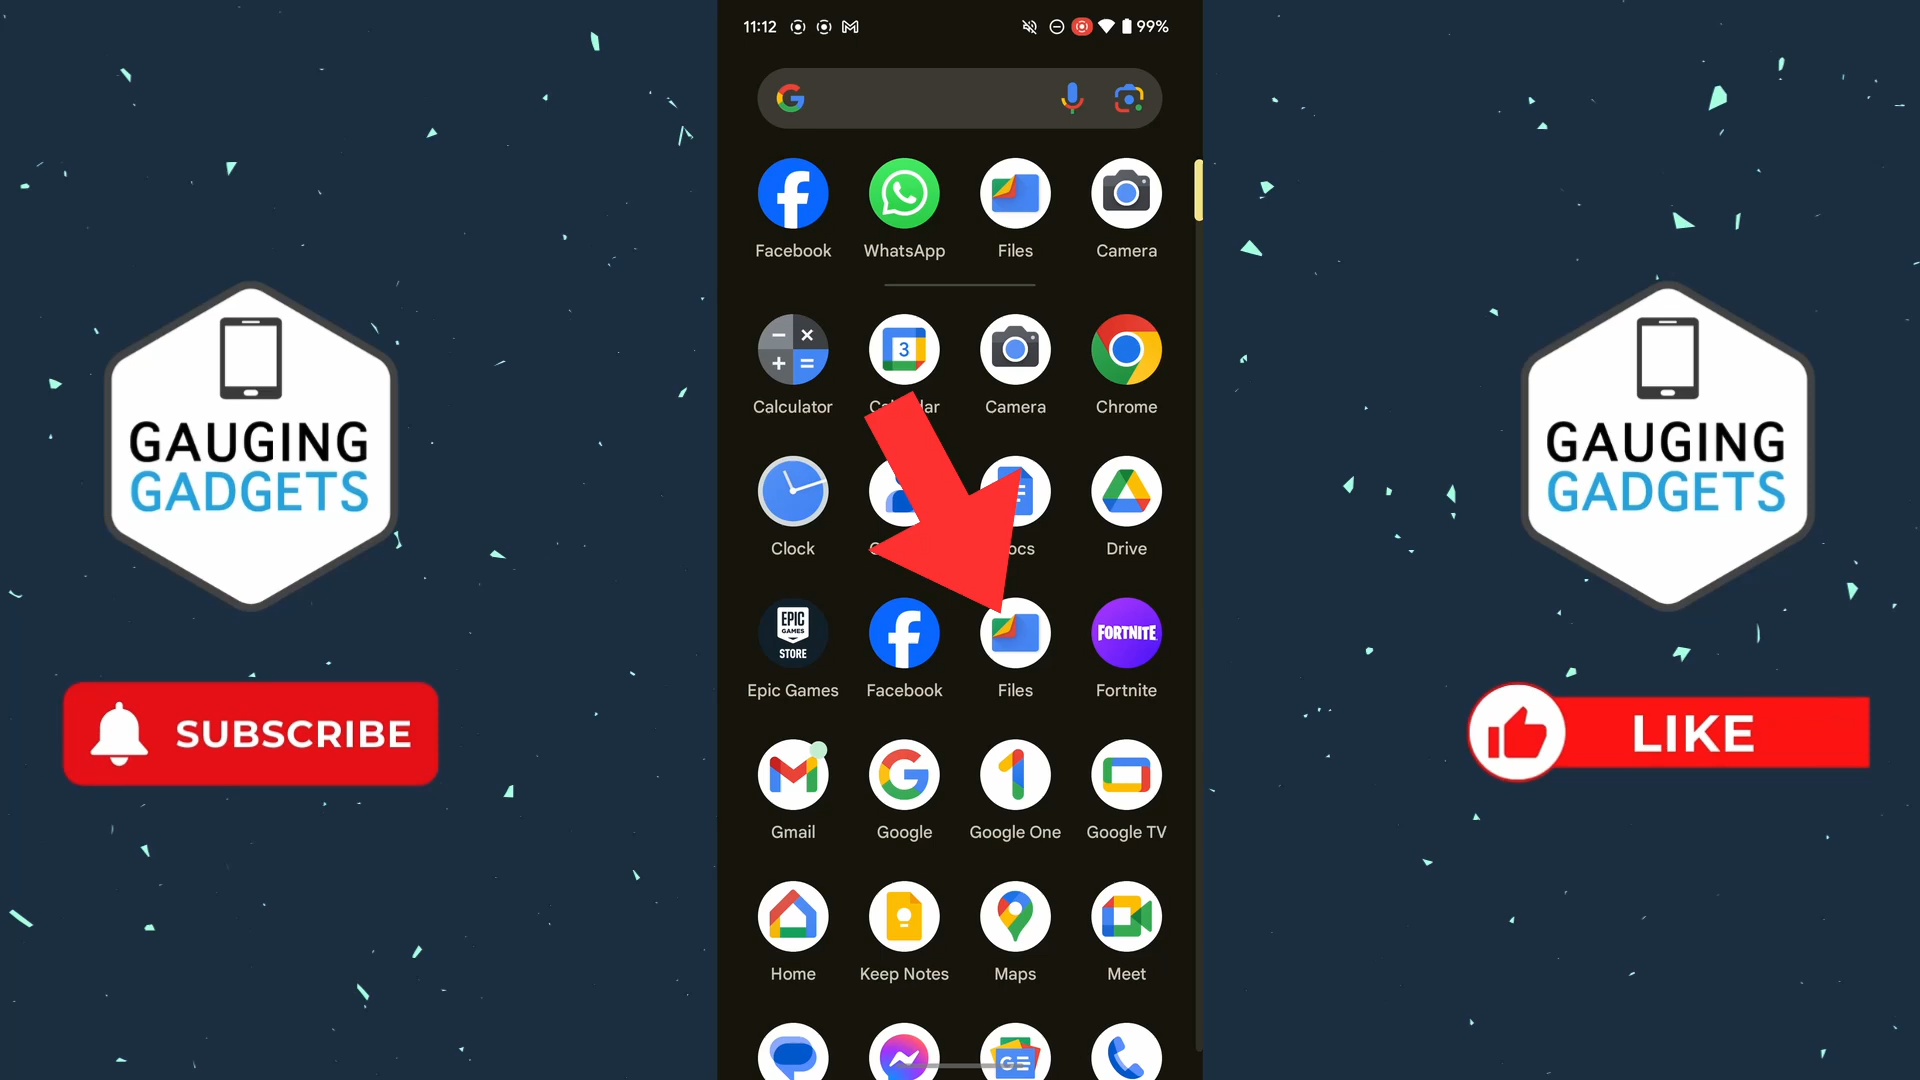 11:12
99%
Facebook WhatsApp Files Camera
3
Calculator Camera Chrome
Clock Drive
EPIC
GAMES
STORE
FORTNITE
Epic Games Facebook Files Fortnite
Gmail Google Google One Google TV
Home Keep Notes Maps Meet
GE
GAUGING
GADGETS
SUBSCRIBE
GAUGING
GADGETS
LIKE